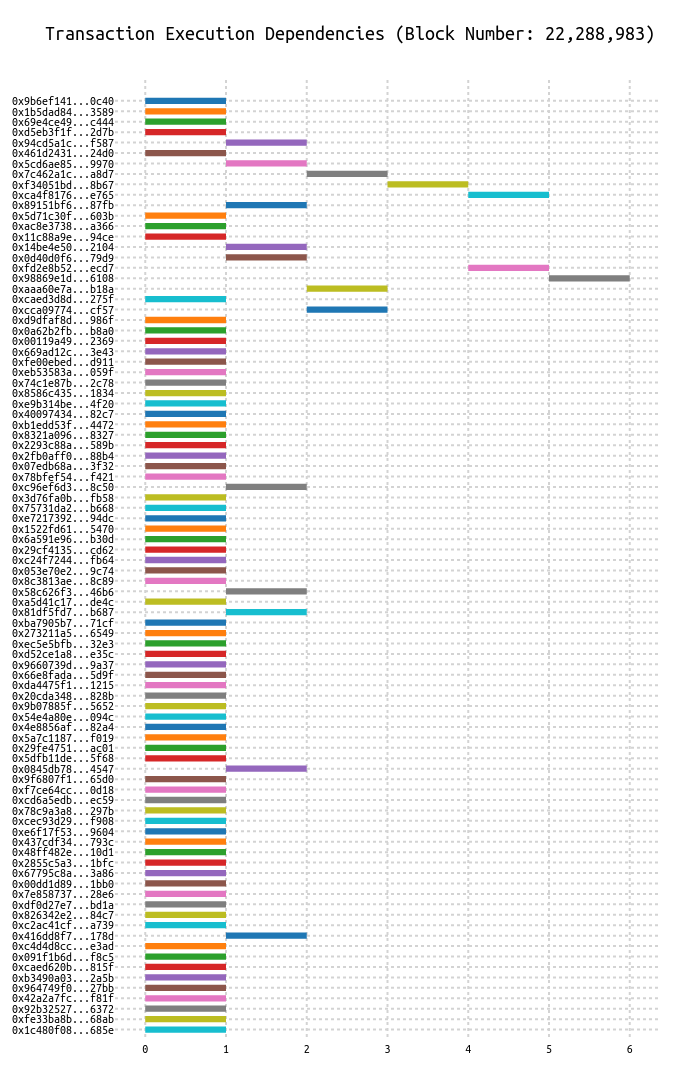 Transaction Execution Dependencies (Block Number: 22,288,983)
0x9b6ef141...0c40
0x1b5dad84...3589
0x69e4ce49...c444
0xd5eb3f1f...2d7b
0x94cd5a1c...f587
0x461d2431...24d0
0x5cd6ae85...9970
0x7c462a1c...a8d7
0xf34051bd...8b67
0xca4f8176...e765
0x89151bf6...87fb
0x5d71c30f...603b
0xac8e3738...a366
0x11c88a9e...94ce
0x14be4e50...2104
0x0d40d0f6...79d9
0xfd2e8b52...ecd7
0x98869e1d...6108
0xaaa60e7a...b18a
0xcaed3d8d...275f
0xcca09774...cf57
0xd9dfaf8d...986f
0x0a62b2fb...b8a0
0x00119a49...2369
0x669ad12c...3e43
0xfe00ebed...d911
0xeb53583a...059f
0x74c1e87b...2c78
0x8586c435...1834
0xe9b314be...4f20
0x40097434...82c7
0xb1edd53f...4472
0x8321a096...8327
0x2293c88a...589b
0x2fb0aff0...88b4
0x07edb68a...3f32
0x78bfef54...f421
0xc96ef6d3...8c50
0x3d76fa0b...fb58
0x75731da2...b668
0xe7217392...94dc
0x1522fd61...5470
0x6a591e96...b30d
0x29cf4135...cd62
0xc24f7244...fb64
0x053e70e2...9c74
0x8c3813ae...8c89
0x58c626f3...46b6
0xa5d41c17...de4c
0x81df5fd7...b687
0xba7905b7...71cf
0x273211a5...6549
0xec5e5bfb...32e3
0xd52ce1a8...e35c
0x9660739d...9a37
0x66e8fada...5d9f
0xda4475f1...1215
0x20cda348...828b
0x9b07885f...5652
0x54e4a80e...094c
0x4e8856af...82a4
0x5a7c1187...f019
0x29fe4751...ac01
0x5dfb11de...5f68
0x0845db78...4547
0x9f6807f1...65d0
0xf7ce64cc...0d18
0xcd6a5edb...ec59
0x78c9a3a8...297b
0xcec93d29...f908
0xe6f17f53...9604
0x437cdf34...793c
0x48ff482e...10d1
0x2855c5a3...1bfc
0x67795c8a...3a86
0x00dd1d89...1bb0
0x7e858737...28e6
0xdf0d27e7...bd1a
0x826342e2...84c7
0xc2ac41cf...a739
0x416dd8f7...178d
0xc4d4d8cc...e3ad
0x091f1b6d...f8c5
0xcaed620b...815f
0xb3490a03...2a5b
0x964749f0...27bb
0x42a2a7fc...f81f
0x92b32527...6372
0xfe33ba8b...68ab
0x1c480f08...685e
0 1 2 3 4 5 6